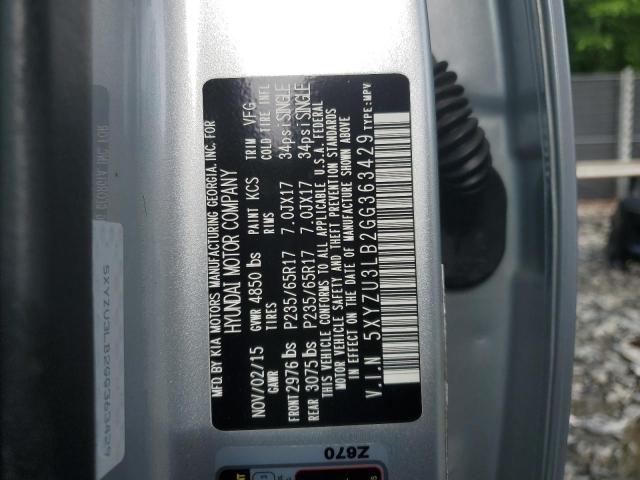 MFD BY KIA MOTORS MANUFACTURING GEORGIA, INC. FOR
HYUNDAI MOTOR COMPANY
NOV/02/15 GVWR 4850 lbs PAINT KCS TRIM VFG
GAWR TIRES RIMS COLD TIRE INFL
FRONT 2976 lbs P235/65R17 7.0JX17 34psi SINGLE
REAR 3075 lbs P235/65R17 7.0JX17 34psi SINGLE
THIS VEHICLE CONFORMS TO ALL APPLICABLE U.S.A. FEDERAL
MOTOR VEHICLE SAFETY AND THEFT PREVENTION STANDARDS
IN EFFECT ON THE DATE OF MANUFACTURE SHOWN ABOVE
V.I.N 5XYZU3LB2GG363429 TYPE:MPV
5XYZU3LB2GG363429
Z670